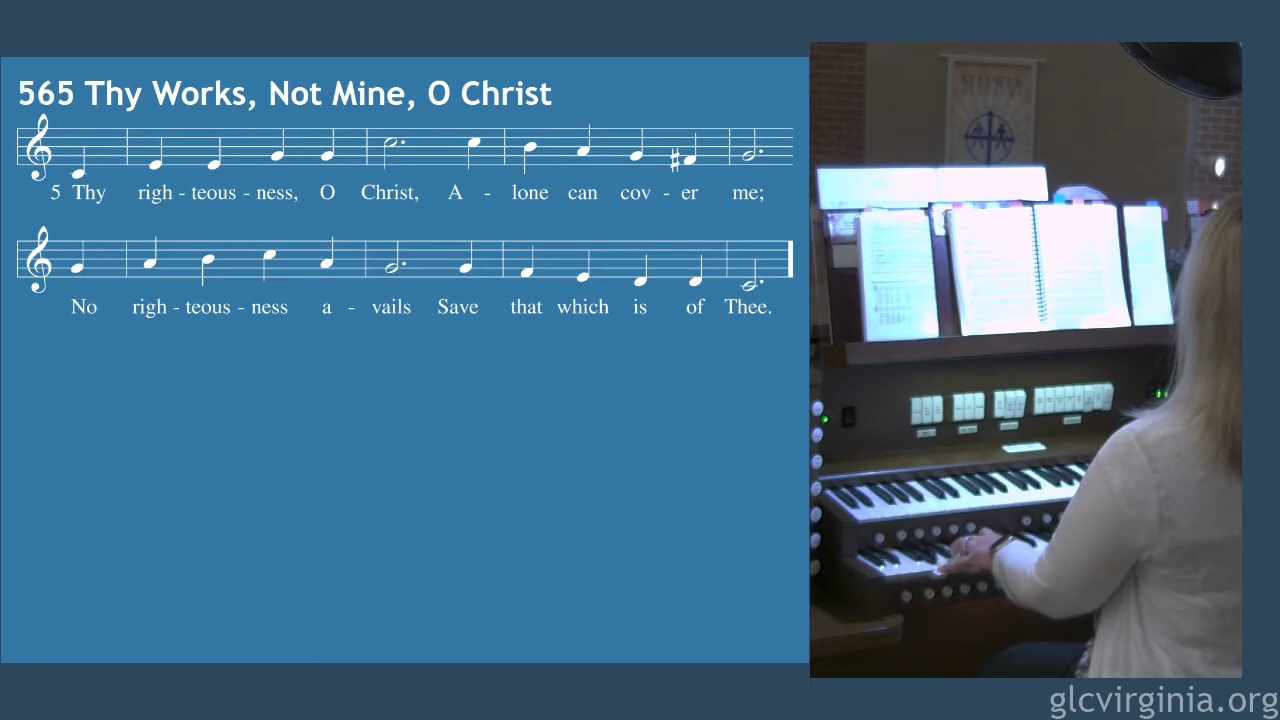 565 Thy Works, Not Mine, O Christ
5 Thy righ - teous - ness, O Christ, A - lone can cov - er me;
No righ - teous - ness a - vails Save that which is of Thee.
STEPHEN
glcvirginia.org